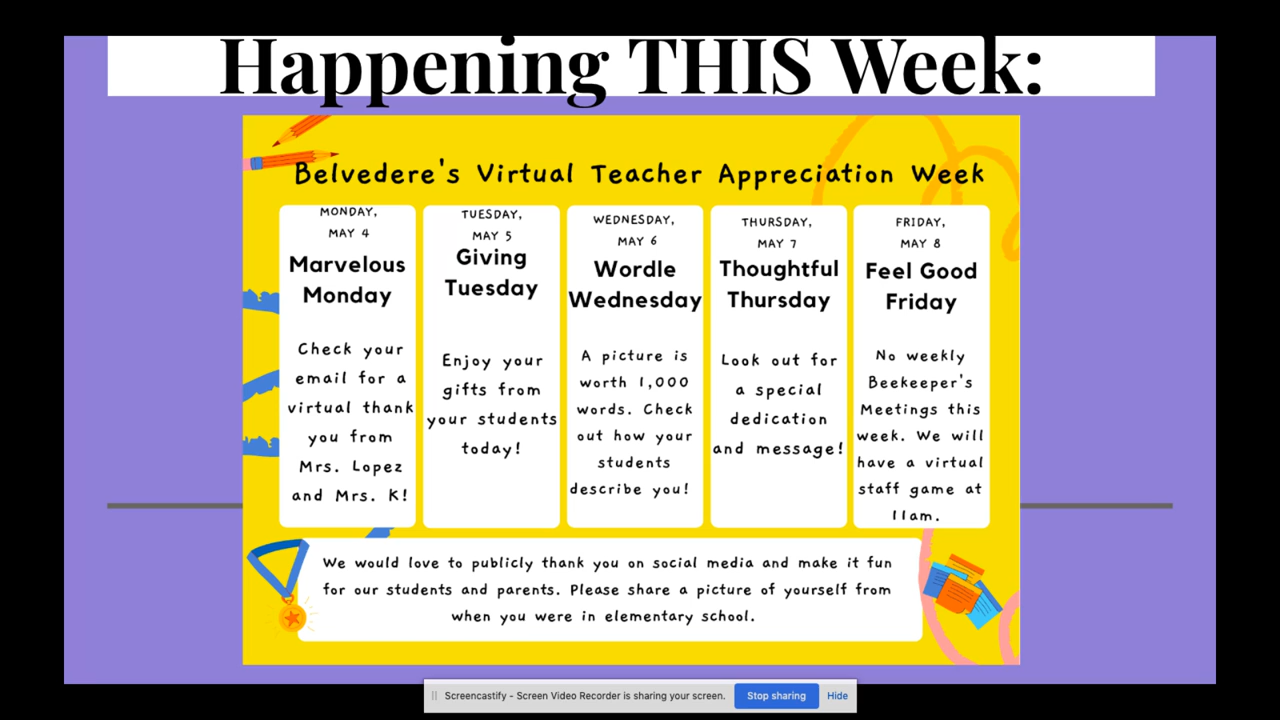 Happening THIS Week:
Belvedere's Virtual Teacher Appreciation Week
MONDAY,
MAY 4
Marvelous
Monday
Check your
email for a
virtual thank
you from
Mrs. Lopez
and Mrs. K!
TUESDAY,
MAY 5
Giving
Tuesday
Enjoy your
gifts from
your students
today!
WEDNESDAY,
MAY 6
Wordle
Wednesday
A picture is
worth 1,000
words. Check
out how your
students
describe you!
THURSDAY,
MAY 7
Thoughtful
Thursday
Look out for
a special
dedication
and message!
FRIDAY,
MAY 8
Feel Good
Friday
No weekly
Beekeeper's
Meetings this
week. We will
have a virtual
staff game at
11am.
We would love to publicly thank you on social media and make it fun
for our students and parents. Please share a picture of yourself from
when you were in elementary school.
Screencastify - Screen Video Recorder is sharing your screen.
Stop sharing
Hide